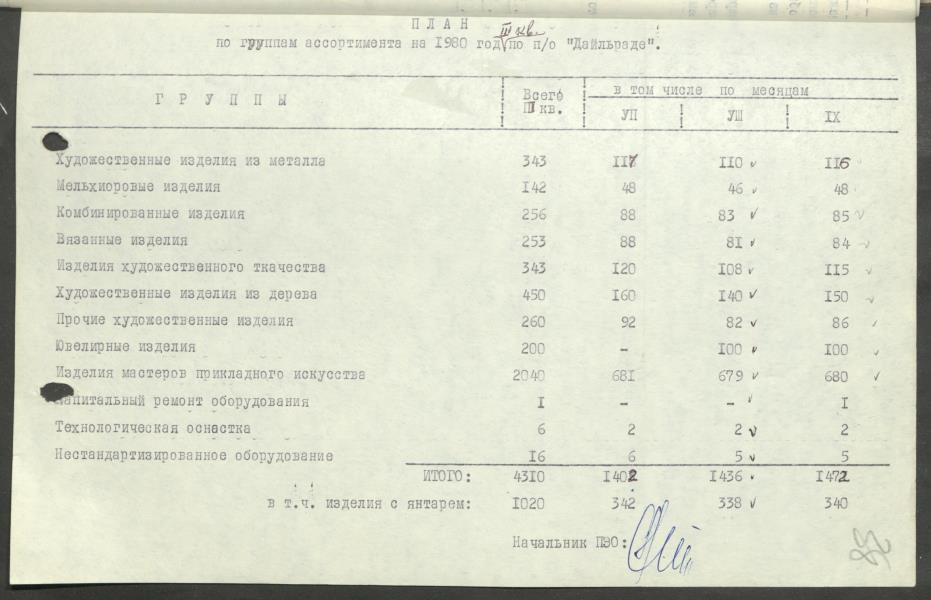 ПЛАН
III кв.
по группам ассортимента на 1980 год по п/о "Дайльраде".
ГРУППЫ Всего III кв. в том числе по месяцам
УП УШ IX
Художественные изделия из металла 343 117 110 116
Мельхиоровые изделия 142 48 46 48
Комбинированные изделия 256 88 83 85
Вязанные изделия 253 88 81 84
Изделия художественного ткачества 343 120 108 115
Художественные изделия из дерева 450 160 140 150
Прочие художественные изделия 260 92 82 86
Ювелирные изделия 200 - 100 100
Изделия мастеров прикладного искусства 2040 681 679 680
Капитальный ремонт оборудования I - - I
Технологическая оснастка 6 2 2 2
Нестандартизированное оборудование 16 6 5 5
ИТОГО: 4310 1402 1436 1472
в т.ч. изделия с янтарем: 1020 342 338 340
Начальник ПЭО: